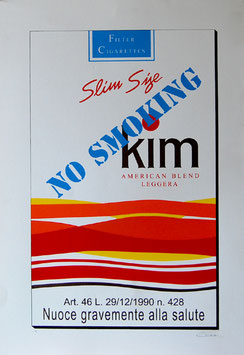 FILTER
CIGARETTES
Slim Size
NO SMOKING
kim
AMERICAN BLEND
LEGGERA
Art. 46 L. 29/12/1990 n. 428
Nuoce gravemente alla salute